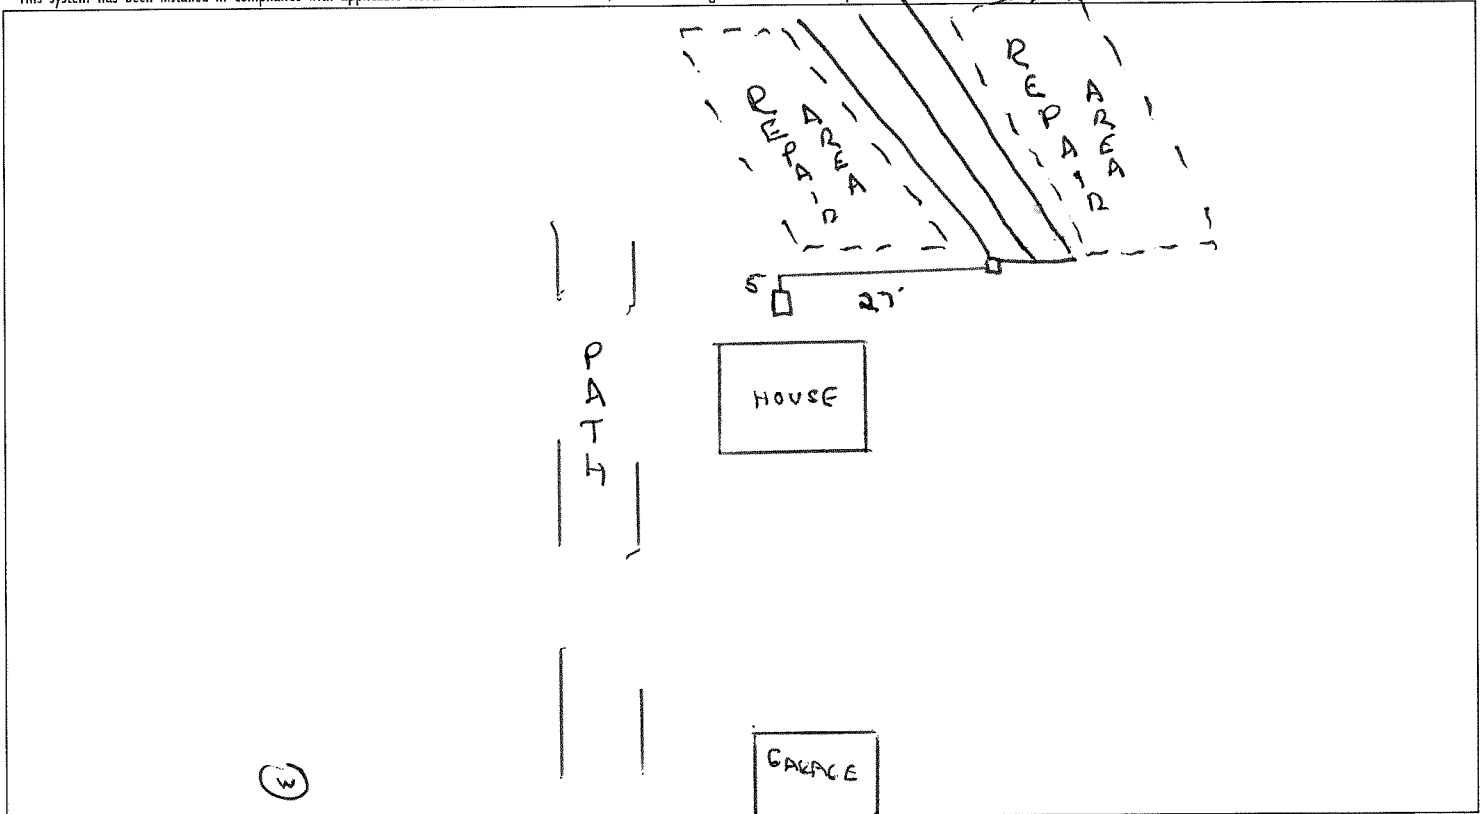 This system has been installed in compliance with applicable
REPAIR AREA
REPAIR AREA
5
27'
PATH
HOUSE
GARAGE
W